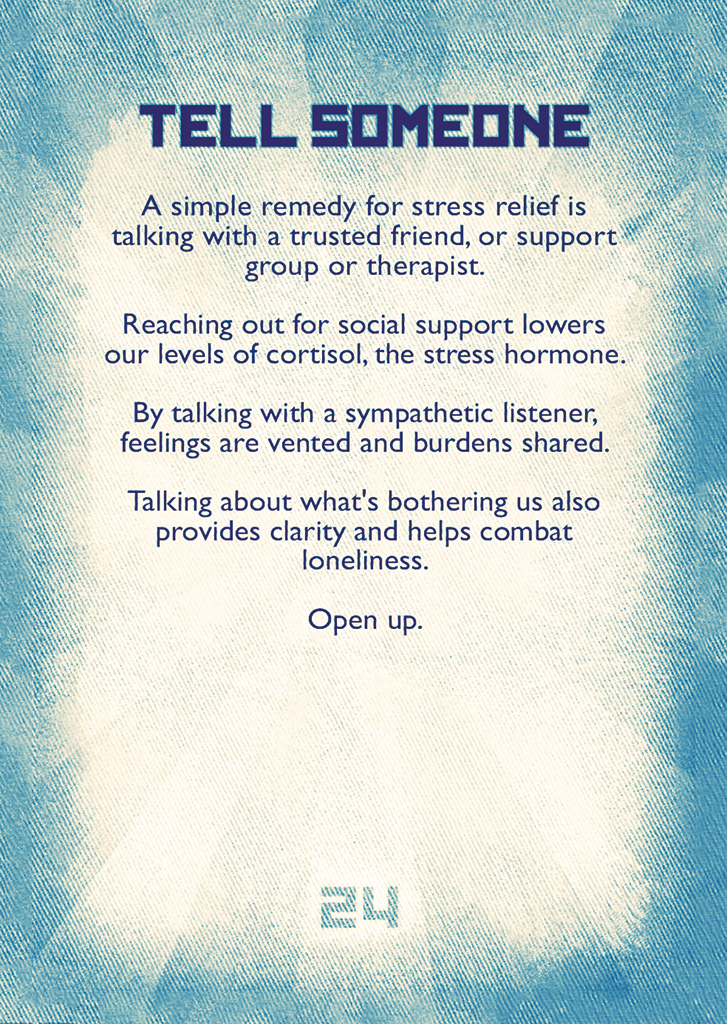 TELL SOMEONE
A simple remedy for stress relief is
talking with a trusted friend, or support
group or therapist.
Reaching out for social support lowers
our levels of cortisol, the stress hormone.
By talking with a sympathetic listener,
feelings are vented and burdens shared.
Talking about what's bothering us also
provides clarity and helps combat
loneliness.
Open up.
24